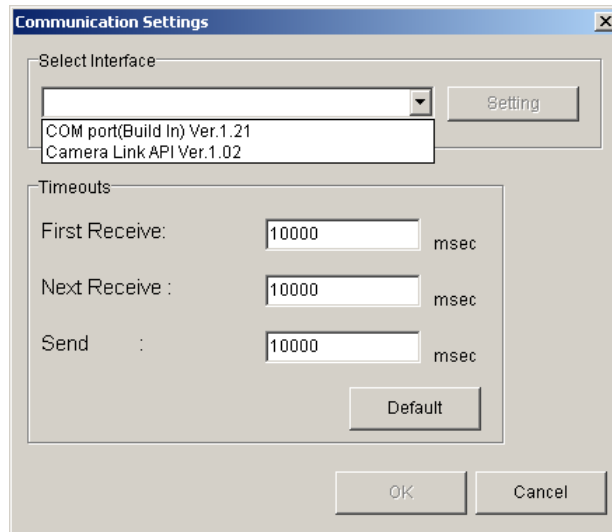 Communication Settings
Select Interface
Setting
COM port(Build In) Ver.1.21
Camera Link API Ver.1.02
Timeouts
First Receive: 10000 msec
Next Receive : 10000 msec
Send : 10000 msec
Default
OK Cancel